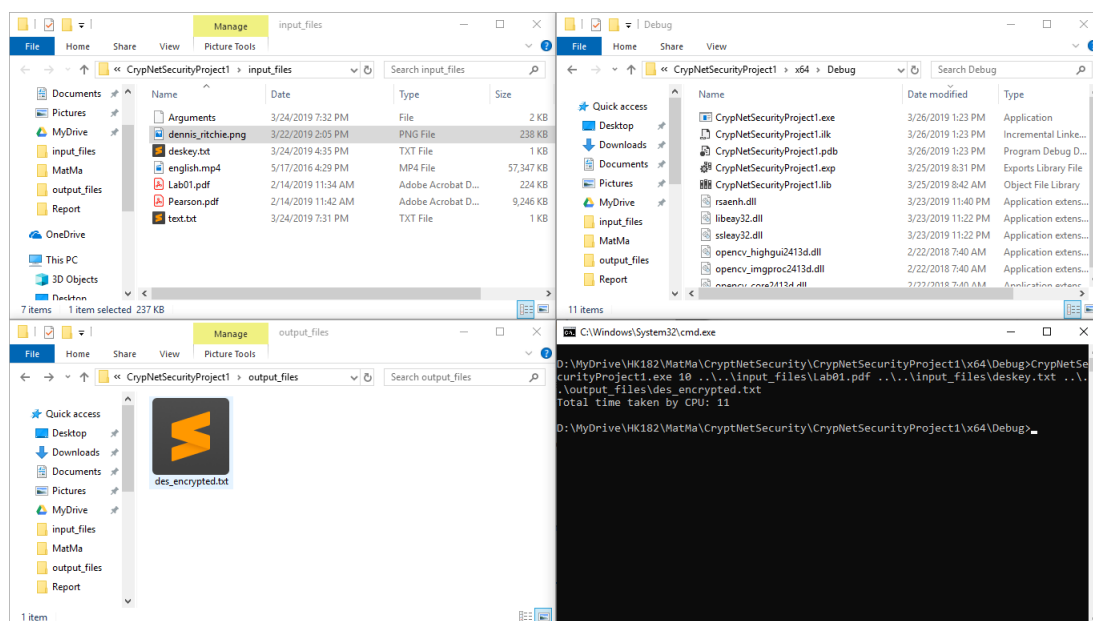 Manage input_files
File Home Share View Picture Tools
« CrypNetSecurityProject1 › input_files Search input_files
Documents
Pictures
MyDrive
input_files
MatMa
output_files
Report
OneDrive
This PC
3D Objects
Desktop
Name Date Type Size
Arguments 3/24/2019 7:32 PM File 2 KB
dennis_ritchie.png 3/22/2019 2:05 PM PNG File 238 KB
deskey.txt 3/24/2019 4:35 PM TXT File 1 KB
english.mp4 5/17/2016 4:29 PM MP4 File 57,347 KB
Lab01.pdf 2/14/2019 11:34 AM Adobe Acrobat D... 224 KB
Pearson.pdf 2/14/2019 11:42 AM Adobe Acrobat D... 9,246 KB
text.txt 3/24/2019 7:31 PM TXT File 1 KB
7 items 1 item selected 237 KB
Debug
File Home Share View
« CrypNetSecurityProject1 › x64 › Debug Search Debug
Quick access
Desktop
Downloads
Documents
Pictures
MyDrive
input_files
MatMa
output_files
Report
Name Date modified Type
CrypNetSecurityProject1.exe 3/26/2019 1:23 PM Application
CrypNetSecurityProject1.ilk 3/26/2019 1:23 PM Incremental Linke...
CrypNetSecurityProject1.pdb 3/26/2019 1:23 PM Program Debug D...
CrypNetSecurityProject1.exp 3/25/2019 8:31 PM Exports Library File
CrypNetSecurityProject1.lib 3/25/2019 8:42 AM Object File Library
rsaenh.dll 3/23/2019 11:40 PM Application extens...
libeay32.dll 3/23/2019 11:22 PM Application extens...
ssleay32.dll 3/23/2019 11:22 PM Application extens...
opencv_highgui2413d.dll 2/22/2018 7:40 AM Application extens...
opencv_imgproc2413d.dll 2/22/2018 7:40 AM Application extens...
opencv_core2413d.dll 2/22/2018 7:40 AM Application extens...
11 items
Manage output_files
File Home Share View Picture Tools
« CrypNetSecurityProject1 › output_files Search output_files
Quick access
Desktop
Downloads
Documents
Pictures
MyDrive
input_files
MatMa
output_files
Report
des_encrypted.txt
1 item
C:\Windows\System32\cmd.exe
D:\MyDrive\HK182\MatMa\CryptNetSecurity\CrypNetSecurityProject1\x64\Debug>CrypNetSe
curityProject1.exe 10 ..\..\input_files\Lab01.pdf ..\..\input_files\deskey.txt ..\.
.\output_files\des_encrypted.txt
Total time taken by CPU: 11
D:\MyDrive\HK182\MatMa\CryptNetSecurity\CrypNetSecurityProject1\x64\Debug>